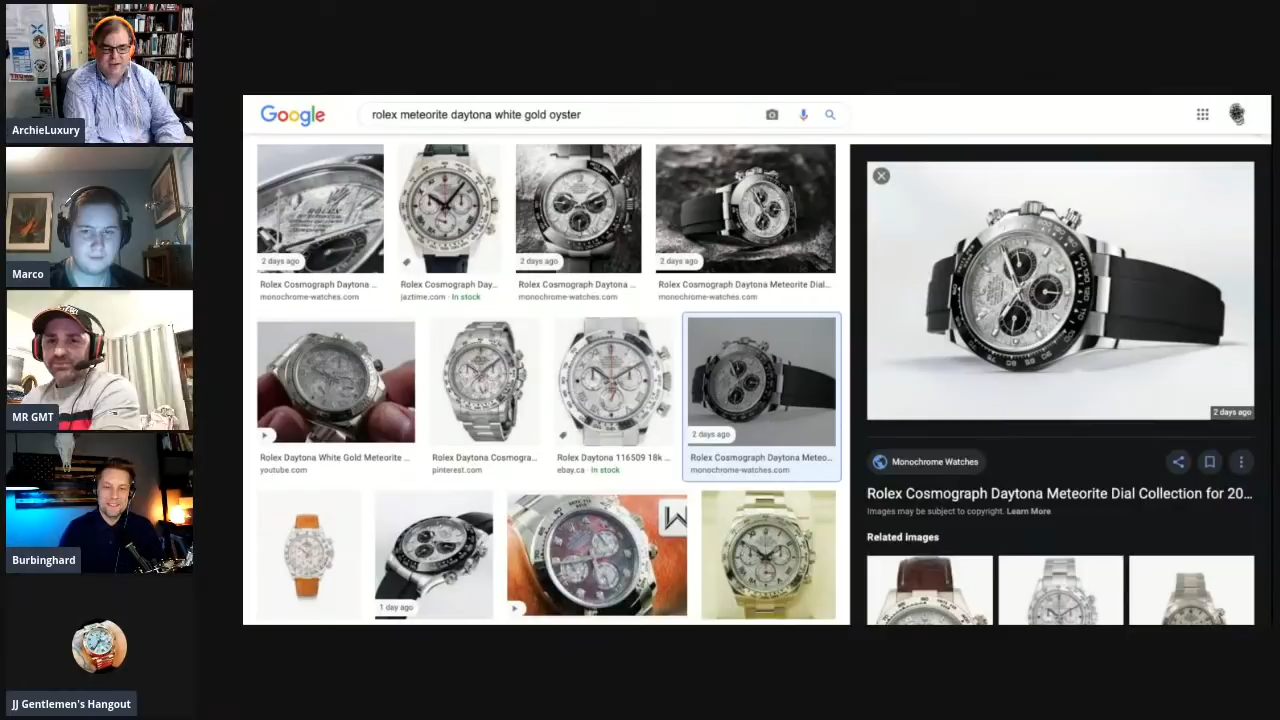 ArchieLuxury
Marco
MR GMT
Burbinghard
JJ Gentlemen's Hangout
Google
rolex meteorite daytona white gold oyster
2 days ago
2 days ago
2 days ago
Rolex Cosmograph Daytona ...
monochrome-watches.com
Rolex Cosmograph Day...
jaztime.com · In stock
Rolex Cosmograph Daytona ...
monochrome-watches.com
Rolex Cosmograph Daytona Meteorite Dial...
monochrome-watches.com
2 days ago
Rolex Daytona White Gold Meteorite ...
youtube.com
Rolex Daytona Cosmogra...
pinterest.com
Rolex Daytona 116509 18k ...
ebay.ca · In stock
Rolex Cosmograph Daytona Meteo...
monochrome-watches.com
1 day ago
2 days ago
Monochrome Watches
Rolex Cosmograph Daytona Meteorite Dial Collection for 20...
Images may be subject to copyright. Learn More
Related images